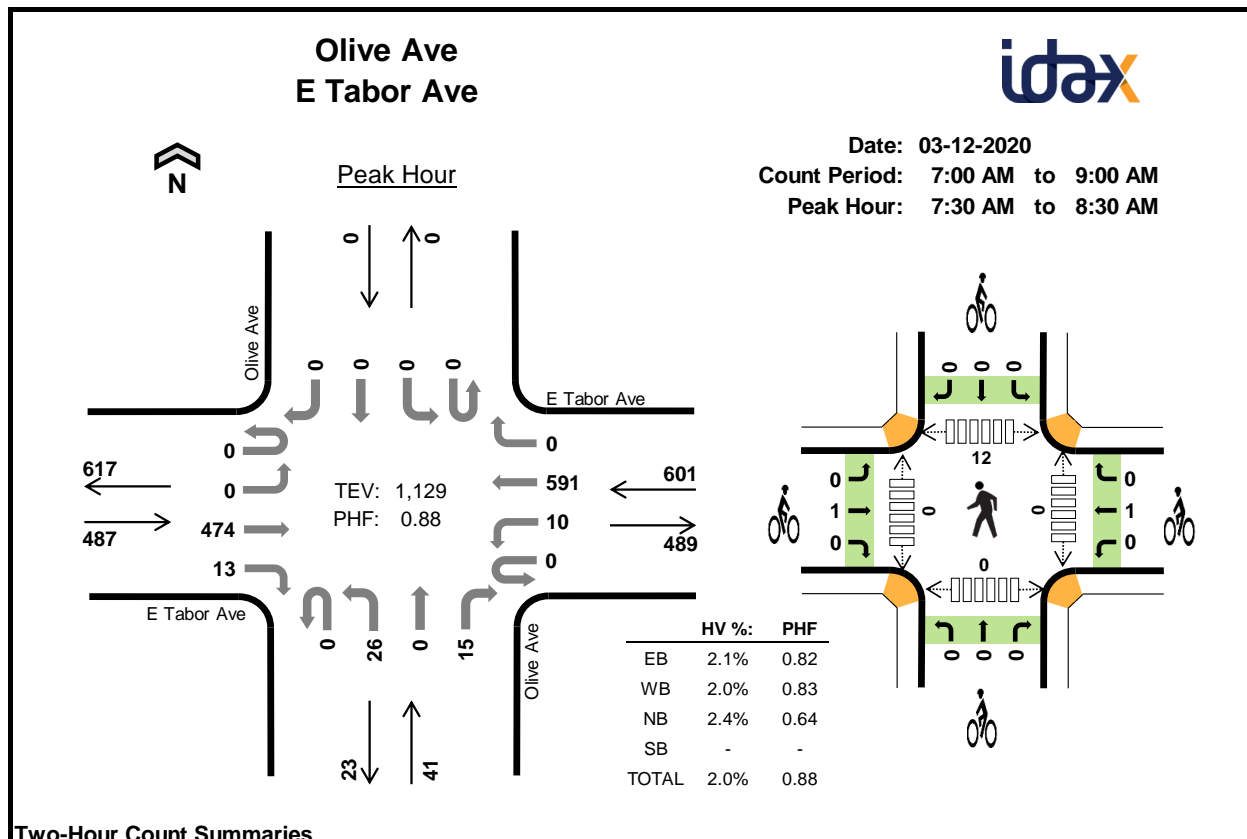 Olive Ave
E Tabor Ave
idax
Date: 03-12-2020
Count Period: 7:00 AM to 9:00 AM
Peak Hour: 7:30 AM to 8:30 AM
N
Peak Hour
0 0
Olive Ave
0 0 0 0
E Tabor Ave
0
591
10
0
601
489
617
487
0
0
474
13
TEV: 1,129
PHF: 0.88
E Tabor Ave
0 26 0 15
Olive Ave
23 41
0 0 0
12
0
1
0
0
0
0
1
0
0
0 0 0
HV %: PHF
EB 2.1% 0.82
WB 2.0% 0.83
NB 2.4% 0.64
SB - -
TOTAL 2.0% 0.88
Two-Hour Count Summaries